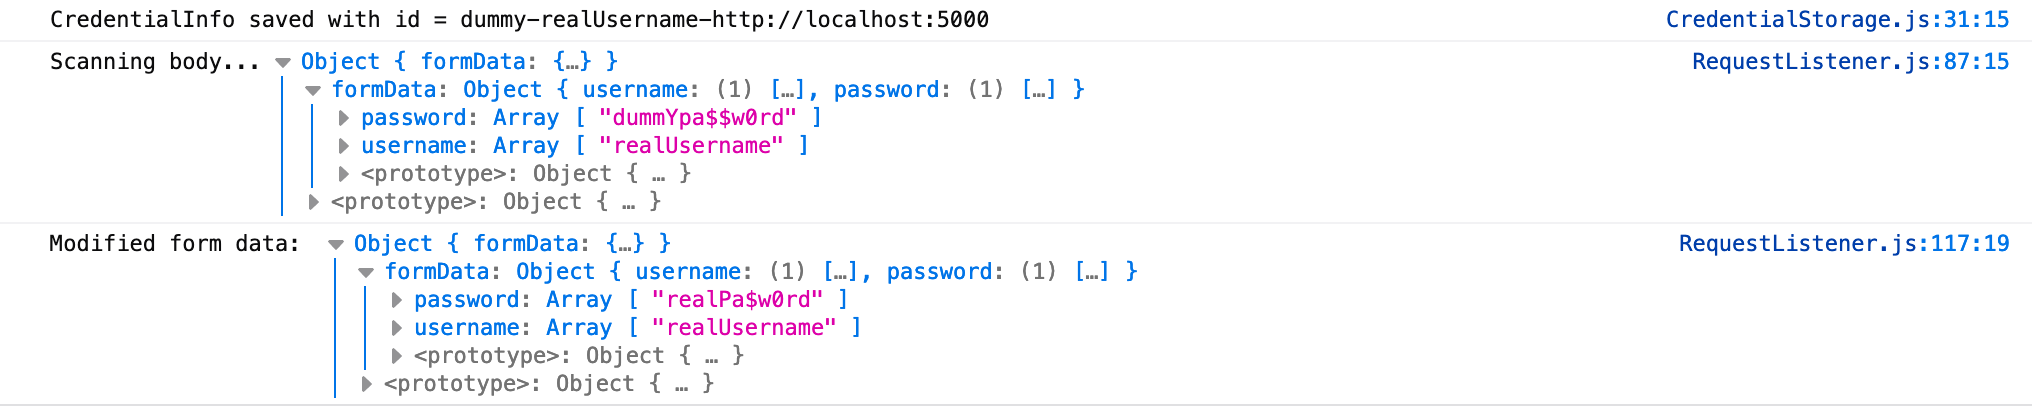 CredentialInfo saved with id = dummy-realUsername-http://localhost:5000 CredentialStorage.js:31:15
Scanning body... Object { formData: {…} } RequestListener.js:87:15
formData: Object { username: (1) […], password: (1) […] }
password: Array [ "dummYpa$$w0rd" ]
username: Array [ "realUsername" ]
<prototype>: Object { … }
<prototype>: Object { … }
Modified form data: Object { formData: {…} } RequestListener.js:117:19
formData: Object { username: (1) […], password: (1) […] }
password: Array [ "realPa$w0rd" ]
username: Array [ "realUsername" ]
<prototype>: Object { … }
<prototype>: Object { … }